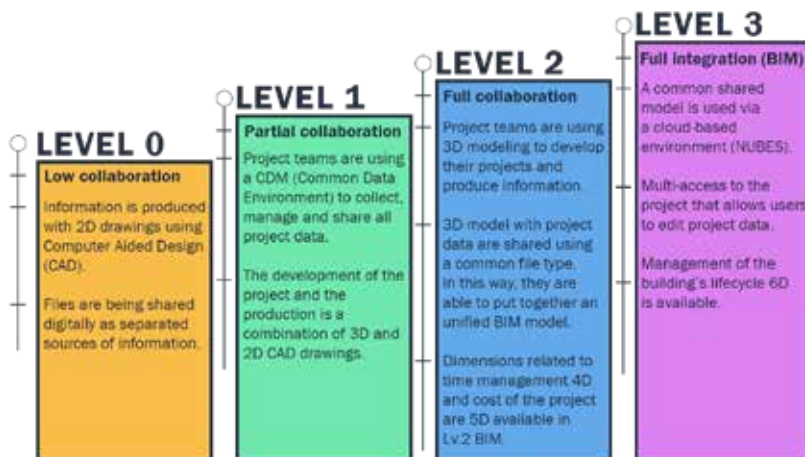 LEVEL 0
Low collaboration
Information is produced
with 2D drawings using
Computer Aided Design
(CAD).
Files are being shared
digitally as separated
sources of information.
LEVEL 1
Partial collaboration
Project teams are using
a CDM (Common Data
Environment) to collect,
manage and share all
project data.
The development of the
project and the
production is a
combination of 3D and
2D CAD drawings.
LEVEL 2
Full collaboration
Project teams are using
3D modeling to develop
their projects and
produce information.
3D model with project
data are shared using
a common file type.
In this way, they are
able to put together an
unified BIM model.
Dimensions related to
time management 4D
and cost of the project
are 5D available in
Lv.2 BIM.
LEVEL 3
Full integration (BIM)
A common shared
model is used via
a cloud-based
environment (NUBES).
Multi-access to the
project that allows users
to edit project data.
Management of the
building's lifecycle 6D
is available.